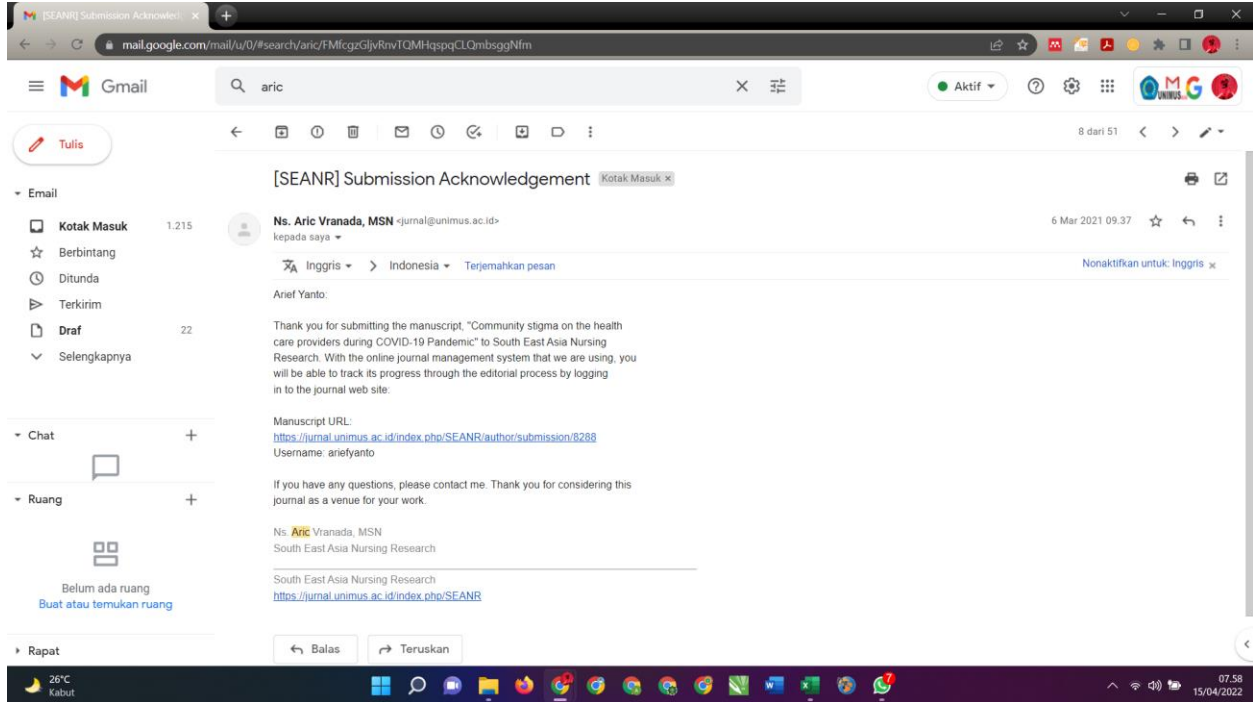 [SEANR] Submission Acknowled
mail.google.com/mail/u/0/#search/aric/FMfcgzGljvRnvTQMHqspqCLQmbsggNfm
Gmail
aric
Aktif
UNIMUS
Tulis
8 dari 51
[SEANR] Submission Acknowledgement Kotak Masuk ×
Email
Kotak Masuk 1.215
Berbintang
Ditunda
Terkirim
Draf 22
Selengkapnya
Ns. Aric Vranada, MSN <jurnal@unimus.ac.id>
6 Mar 2021 09.37
kepada saya
Inggris > Indonesia Terjemahkan pesan
Nonaktifkan untuk: Inggris ×
Arief Yanto:
Thank you for submitting the manuscript, "Community stigma on the health
care providers during COVID-19 Pandemic" to South East Asia Nursing
Research. With the online journal management system that we are using, you
will be able to track its progress through the editorial process by logging
in to the journal web site:
Manuscript URL:
https://jurnal.unimus.ac.id/index.php/SEANR/author/submission/8288
Username: ariefyanto
If you have any questions, please contact me. Thank you for considering this
journal as a venue for your work.
Ns. Aric Vranada, MSN
South East Asia Nursing Research
South East Asia Nursing Research
https://jurnal.unimus.ac.id/index.php/SEANR
Chat +
Ruang +
Belum ada ruang
Buat atau temukan ruang
Rapat
Balas
Teruskan
26°C
Kabut
7
07.58
15/04/2022